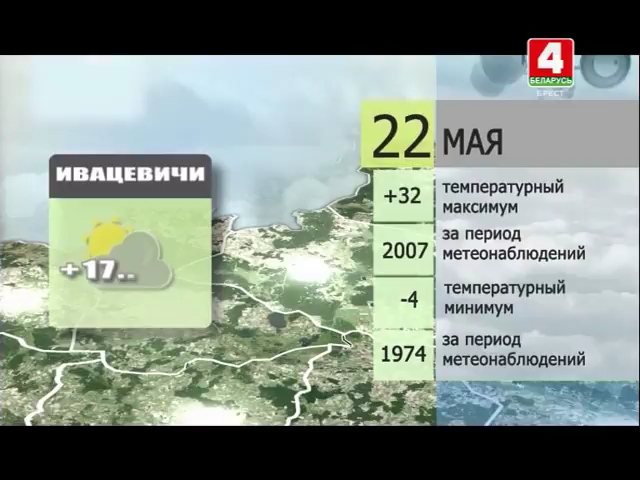 4
БЕЛАРУСЬ
БРЕСТ
22 МАЯ
ИВАЦЕВИЧИ
+17..
+32 температурный
максимум
2007 за период
метеонаблюдений
-4 температурный
минимум
1974 за период
метеонаблюдений